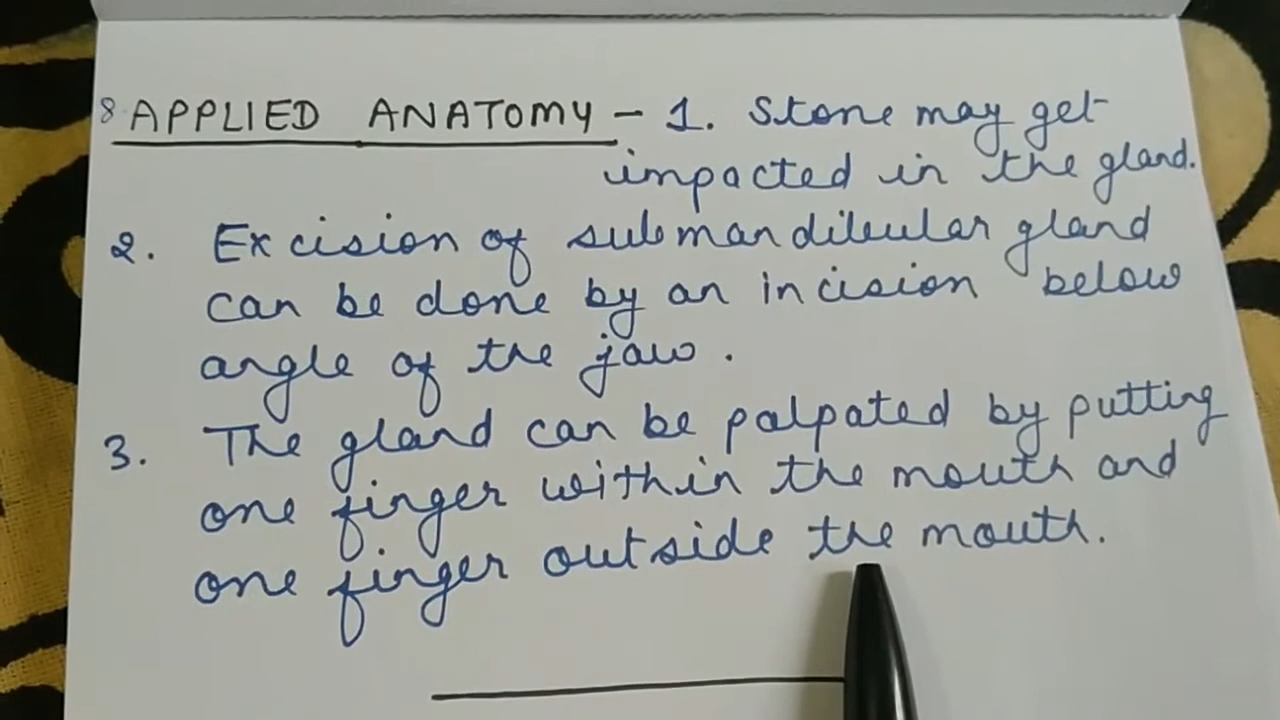 8. APPLIED ANATOMY - 1. Stone may get
impacted in the gland.
2. Excision of submandibular gland
can be done by an incision below
angle of the jaw.
3. The gland can be palpated by putting
one finger within the mouth and
one finger outside the mouth.